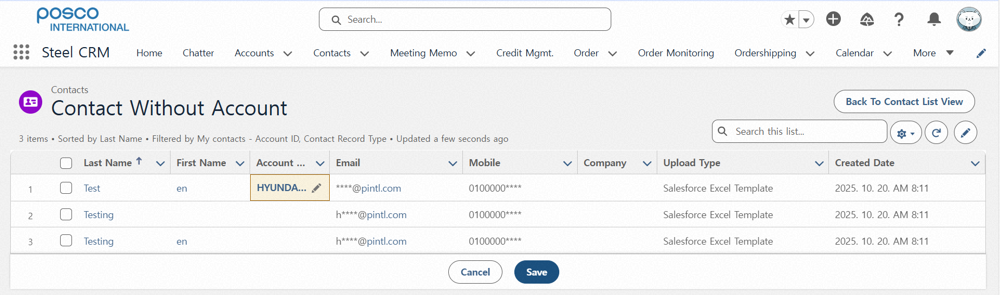 posco
INTERNATIONAL
Search...
Steel CRM Home Chatter Accounts Contacts Meeting Memo Credit Mgmt. Order Order Monitoring Ordershipping Calendar More
Contacts
Contact Without Account
Back To Contact List View
3 items • Sorted by Last Name • Filtered by My contacts - Account ID, Contact Record Type • Updated a few seconds ago
Search this list...
Last Name First Name Account ... Email Mobile Company Upload Type Created Date
1 Test en HYUNDA... ****@pintl.com 0100000**** Salesforce Excel Template 2025. 10. 20. AM 8:11
2 Testing h****@pintl.com 0100000**** Salesforce Excel Template 2025. 10. 20. AM 8:11
3 Testing en h****@pintl.com 0100000**** Salesforce Excel Template 2025. 10. 20. AM 8:11
Cancel Save